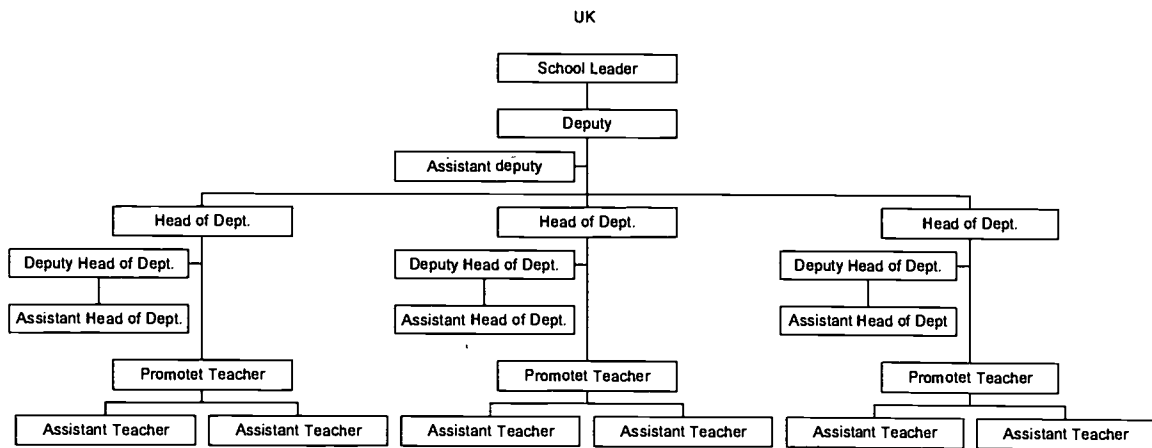 UK
School Leader
Deputy
Assistant deputy
Head of Dept.
Head of Dept.
Head of Dept.
Deputy Head of Dept.
Deputy Head of Dept.
Deputy Head of Dept.
Assistant Head of Dept.
Assistant Head of Dept.
Assistant Head of Dept
Promotet Teacher
Promotet Teacher
Promotet Teacher
Assistant Teacher
Assistant Teacher
Assistant Teacher
Assistant Teacher
Assistant Teacher
Assistant Teacher